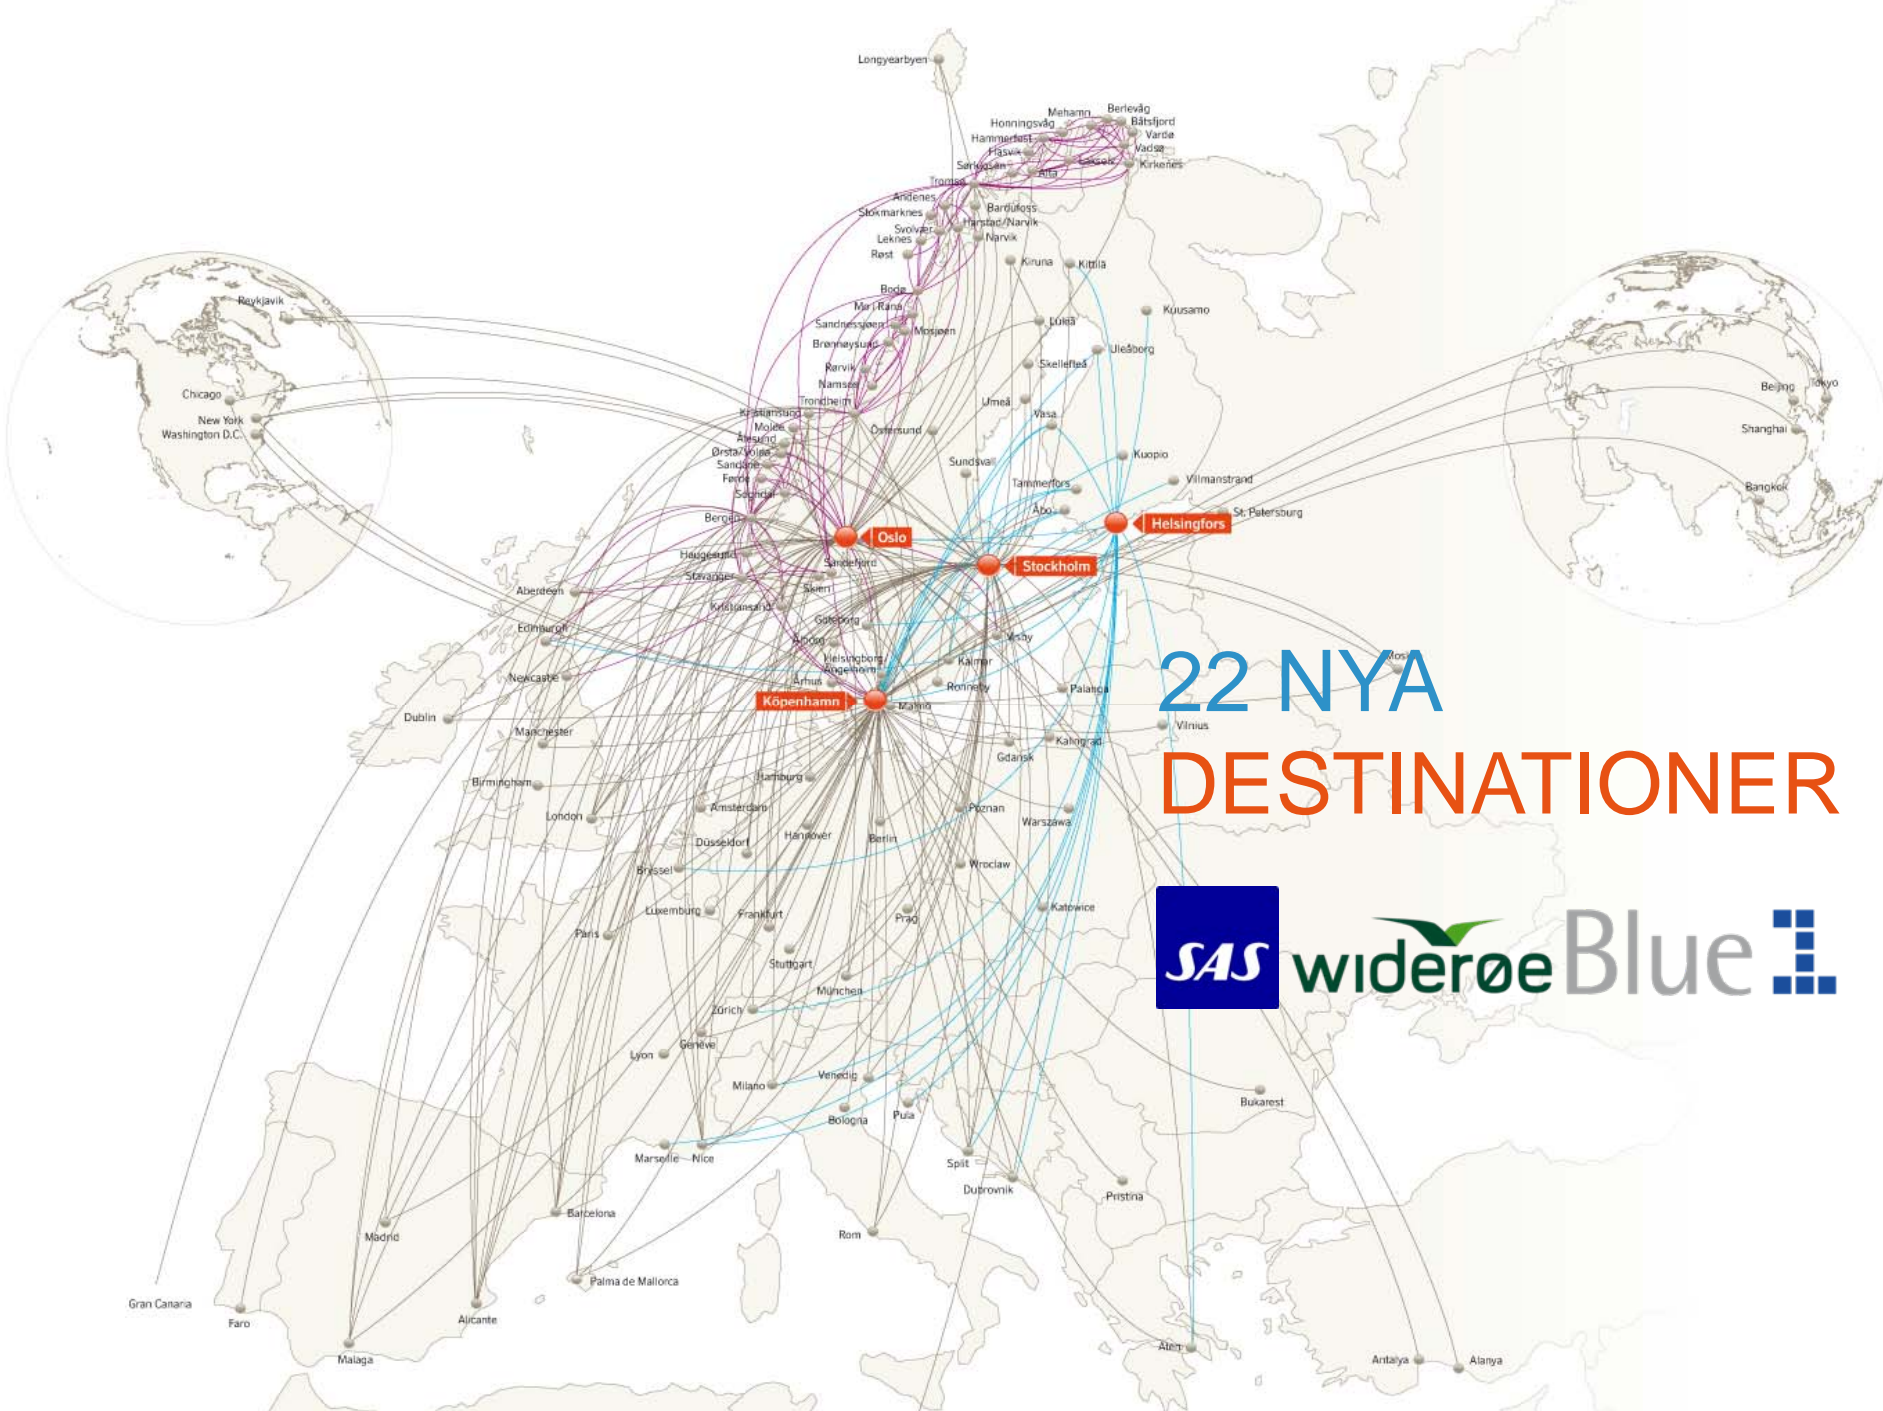 Longyearbyen
Mehamn
Berlevåg
Honningsvåg
Båtsfjord
Hammerfest
Vardø
Hasvik
Vadsø
Sørkjosen
Lakselv
Kirkenes
Alta
Tromsø
Andenes
Bardufoss
Stokmarknes
Harstad/Narvik
Svolvær
Narvik
Leknes
Røst
Kiruna
Kittilä
Bodø
Reykjavik
Mo i Rana
Kuusamo
Sandnessjøen
Mosjøen
Luleå
Brønnøysund
Uleåborg
Rørvik
Skellefteå
Namsos
Beijing
Tokyo
Chicago
Trondheim
Umeå
Kristiansund
Vasa
New York
Molde
Östersund
Shanghai
Washington D.C.
Ålesund
Ørsta/Volda
Kuopio
Sandane
Sundsvall
Førde
Tammerfors
Villmanstrand
Bangkok
Sogndal
Åbo
St. Petersburg
Bergen
Helsingfors
Oslo
Haugesund
Sandefjord
Stockholm
Stavanger
Skien
Aberdeen
Kristiansand
Göteborg
Edinburgh
Ålborg
Visby
Helsingborg/
Ängelholm
Kalmar
Newcastle
Århus
Ronneby
Palanga
22 NYA
Köpenhamn
Malmö
Dublin
Vilnius
Manchester
Kalingrad
Gdansk
DESTINATIONER
Hamburg
Birmingham
Amsterdam
Poznan
London
Warszawa
Hannover
Berlin
Düsseldorf
Bryssel
Wroclaw
Luxemburg
Frankfurt
Prag
Katowice
Paris
SAS
widerøe
Blue 1
Stuttgart
München
Zürich
Genève
Lyon
Milano
Venedig
Bukarest
Bologna
Pula
Marseille
Nice
Split
Dubrovnik
Pristina
Barcelona
Madrid
Rom
Palma de Mallorca
Gran Canaria
Faro
Alicante
Malaga
Aten
Antalya
Alanya